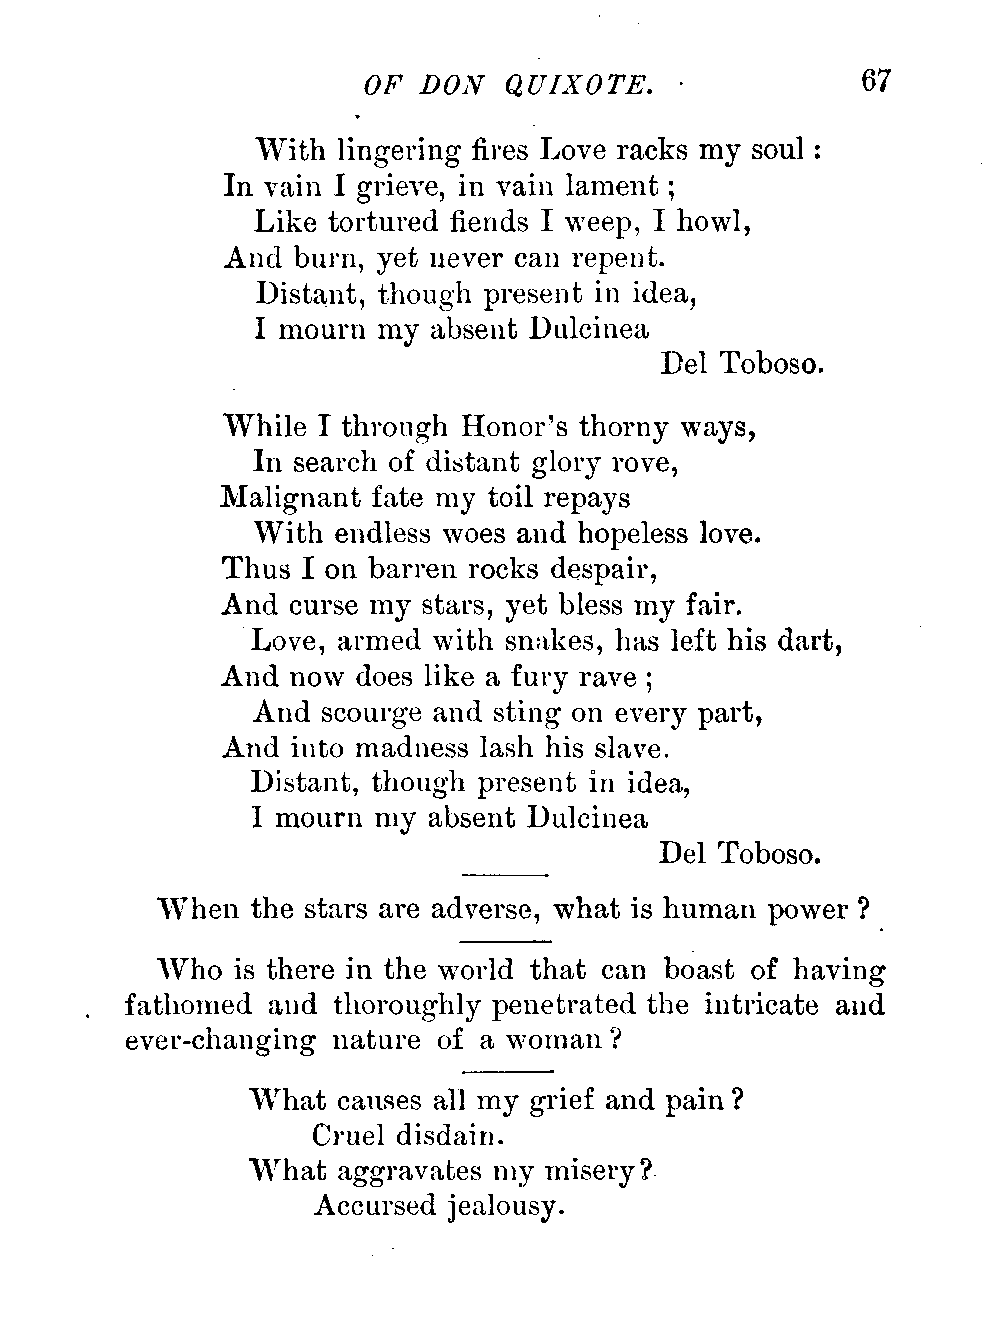 OF DON QUIXOTE. 67
With lingering fires Love racks my soul :
In vain I grieve, in vain lament ;
Like tortured fiends I weep, I howl,
And burn, yet never can repent.
Distant, though present in idea,
I mourn my absent Dulcinea
Del Toboso.
While I through Honor's thorny ways,
In search of distant glory rove,
Malignant fate my toil repays
With endless woes and hopeless love.
Thus I on barren rocks despair,
And curse my stars, yet bless my fair.
Love, armed with snakes, has left his dart,
And now does like a fury rave ;
And scourge and sting on every part,
And into madness lash his slave.
Distant, though present in idea,
I mourn my absent Dulcinea
Del Toboso.
When the stars are adverse, what is human power ?
Who is there in the world that can boast of having
fathomed and thoroughly penetrated the intricate and
ever-changing nature of a woman ?
What causes all my grief and pain ?
Cruel disdain.
What aggravates my misery ?
Accursed jealousy.